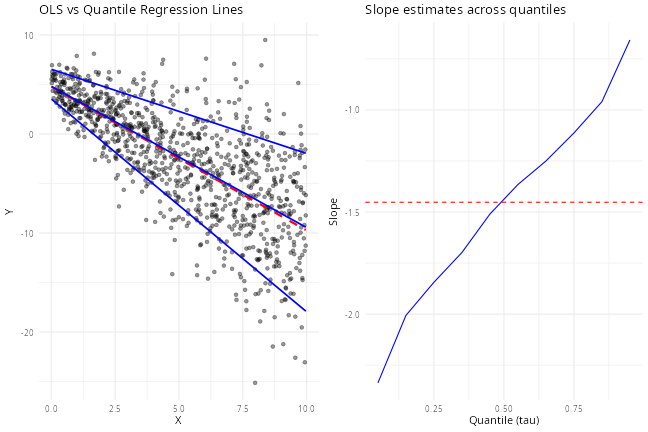 OLS vs Quantile Regression Lines
10
0
-10
-20
Y
0.0
2.5
5.0
7.5
10.0
X
Slope estimates across quantiles
-1.0
-1.5
-2.0
Slope
0.25
0.50
0.75
Quantile (tau)